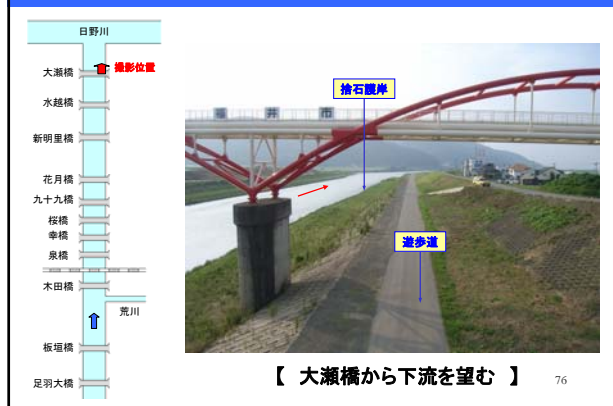 日野川
大瀬橋
撮影位置
水越橋
新明里橋
花月橋
九十九橋
桜橋
幸橋
泉橋
木田橋
荒川
板垣橋
足羽大橋
福井市
捨石護岸
遊歩道
【 大瀬橋から下流を望む 】
76